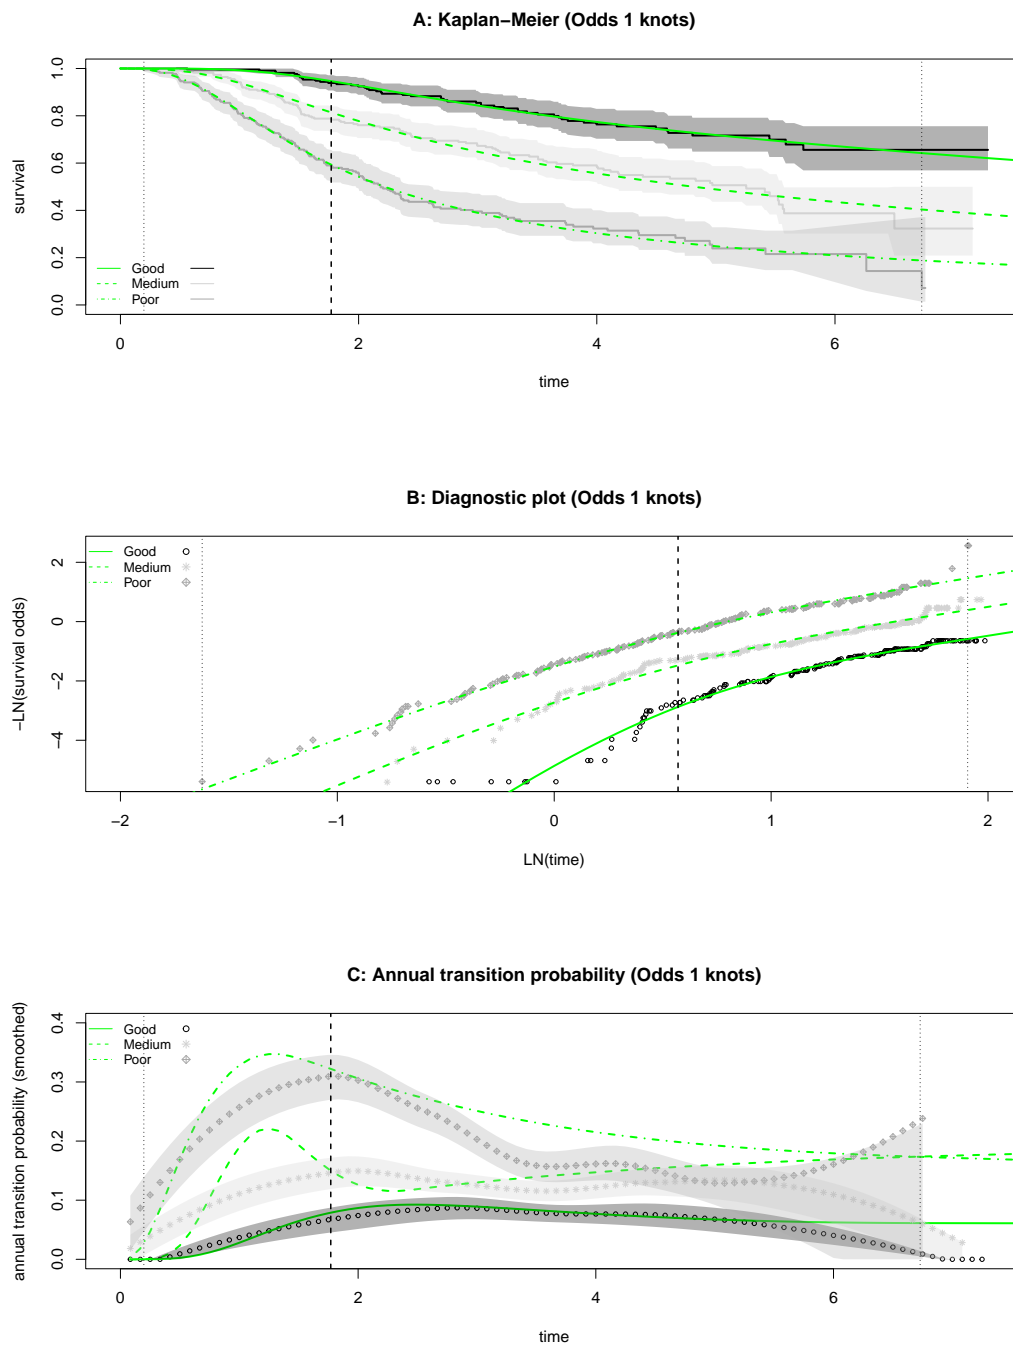 A: Kaplan−Meier (Odds 1 knots)
survival
1.0
0.8
0.6
0.4
0.2
0.0
Good
Medium
Poor
0 2 4 6
time
B: Diagnostic plot (Odds 1 knots)
−LN(survival odds)
2
0
−2
−4
Good
Medium
Poor
−2 −1 0 1 2
LN(time)
C: Annual transition probability (Odds 1 knots)
annual transition probability (smoothed)
0.4
0.3
0.2
0.1
0.0
Good
Medium
Poor
0 2 4 6
time